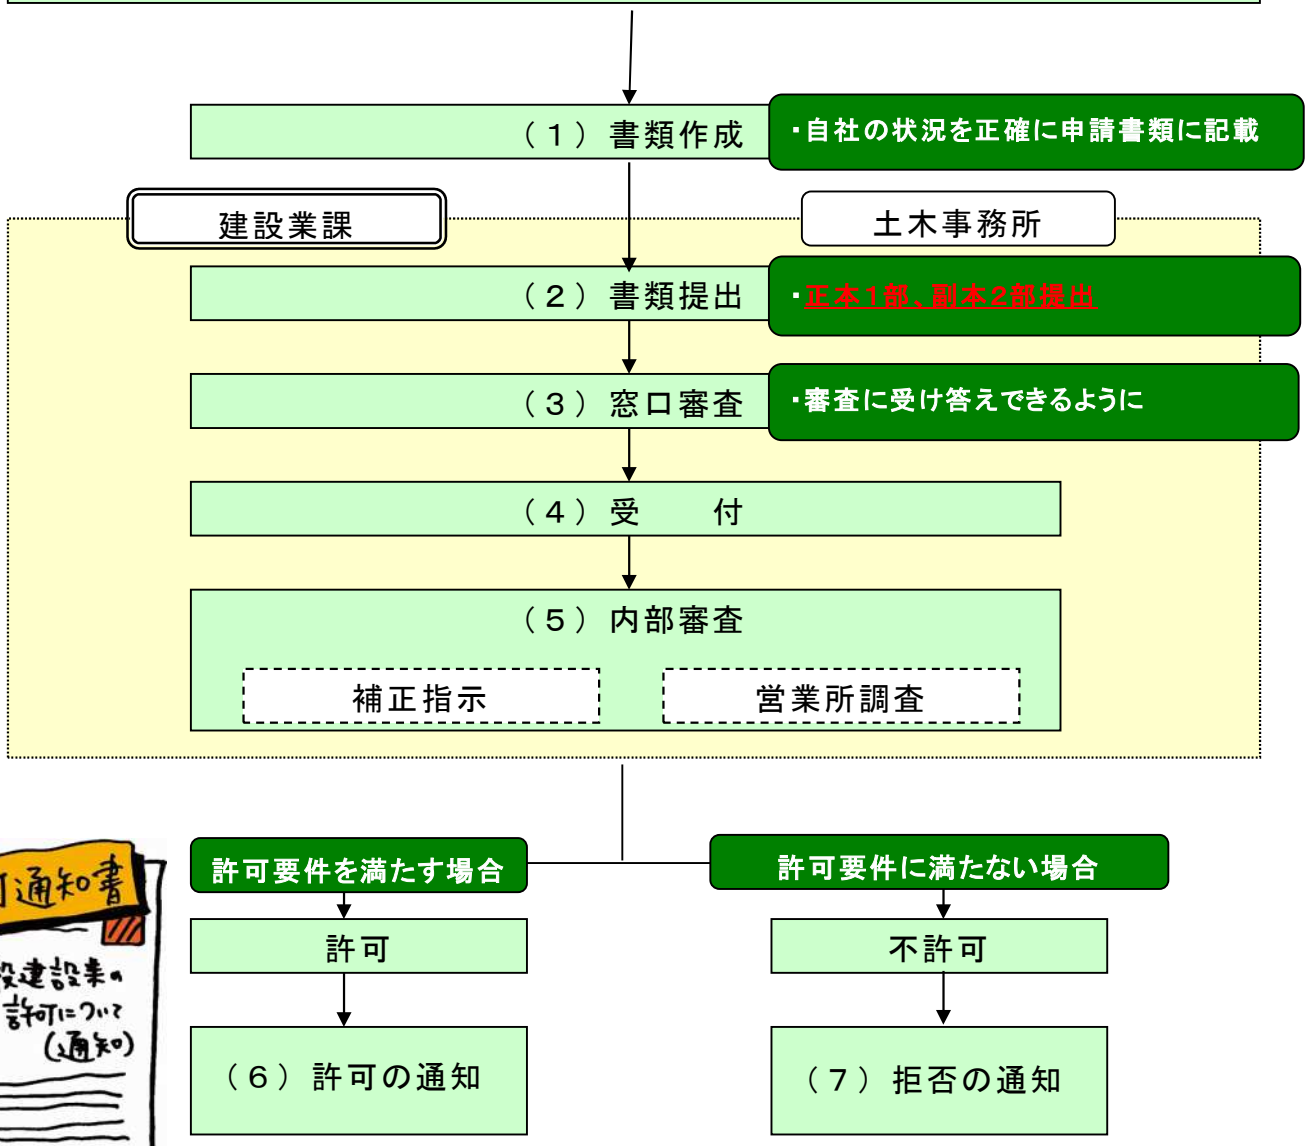 （１）書類作成
・自社の状況を正確に申請書類に記載
建設業課
土木事務所
（２）書類提出
・正本１部、副本２部提出
（３）窓口審査
・審査に受け答えできるように
（４）受　　付
（５）内部審査
補正指示
営業所調査
許可要件を満たす場合
許可要件に満たない場合
許可
不許可
（６）許可の通知
（７）拒否の通知
通知書
建設業の
許可について
（通知）